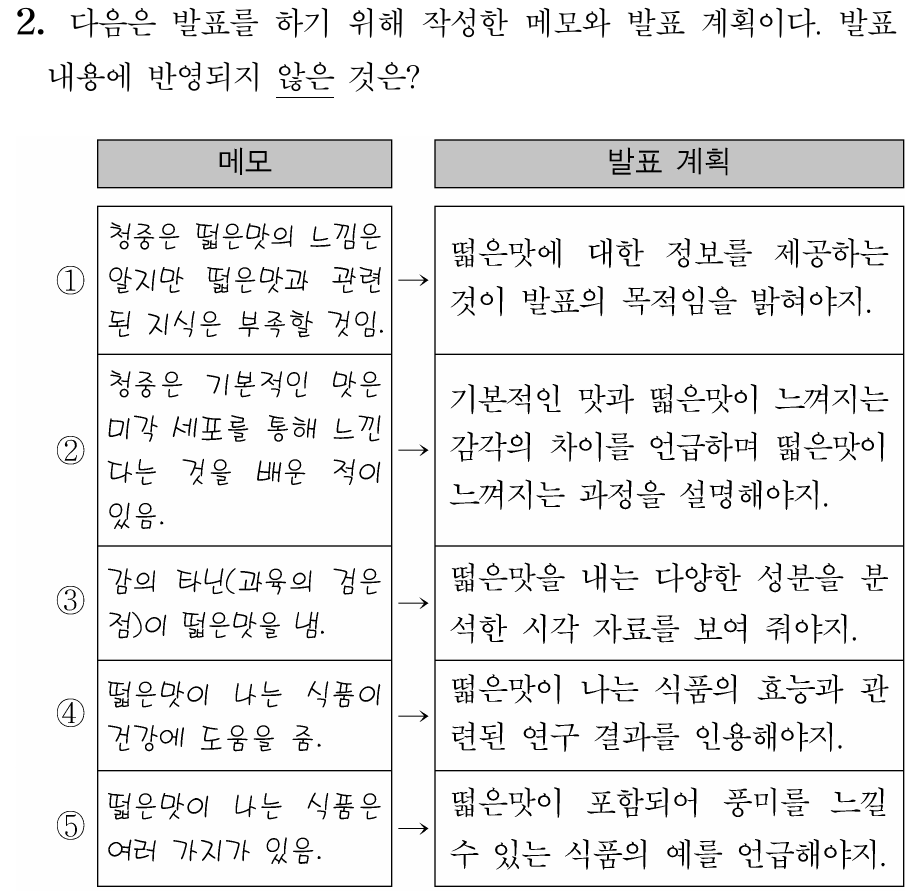 2. 다음은 발표를 하기 위해 작성한 메모와 발표 계획이다. 발표
내용에 반영되지 않은 것은?
메모
발표 계획
①
청중은 떫은맛의 느낌은
알지만 떫은맛과 관련
된 지식은 부족할 것임.
→
떫은맛에 대한 정보를 제공하는
것이 발표의 목적임을 밝혀야지.
②
청중은 기본적인 맛은
미각 세포를 통해 느낀
다는 것을 배운 적이
있음.
→
기본적인 맛과 떫은맛이 느껴지는
감각의 차이를 언급하며 떫은맛이
느껴지는 과정을 설명해야지.
③
감의 타닌(과육의 검은
점)이 떫은맛을 냄.
→
떫은맛을 내는 다양한 성분을 분
석한 시각 자료를 보여 줘야지.
④
떫은맛이 나는 식품이
건강에 도움을 줌.
→
떫은맛이 나는 식품의 효능과 관
련된 연구 결과를 인용해야지.
⑤
떫은맛이 나는 식품은
여러 가지가 있음.
→
떫은맛이 포함되어 풍미를 느낄
수 있는 식품의 예를 언급해야지.